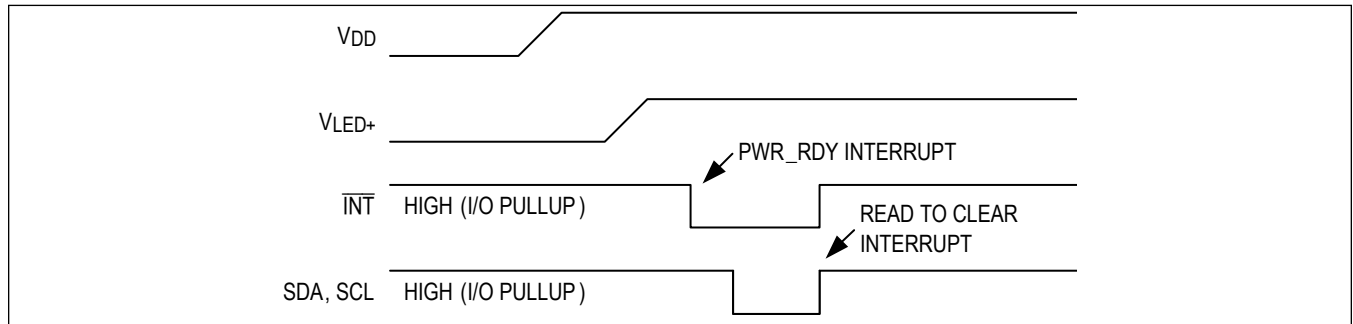 VDD
VLED+
PWR_RDY INTERRUPT
INT HIGH (I/O PULLUP)
READ TO CLEAR
INTERRUPT
SDA, SCL HIGH (I/O PULLUP)